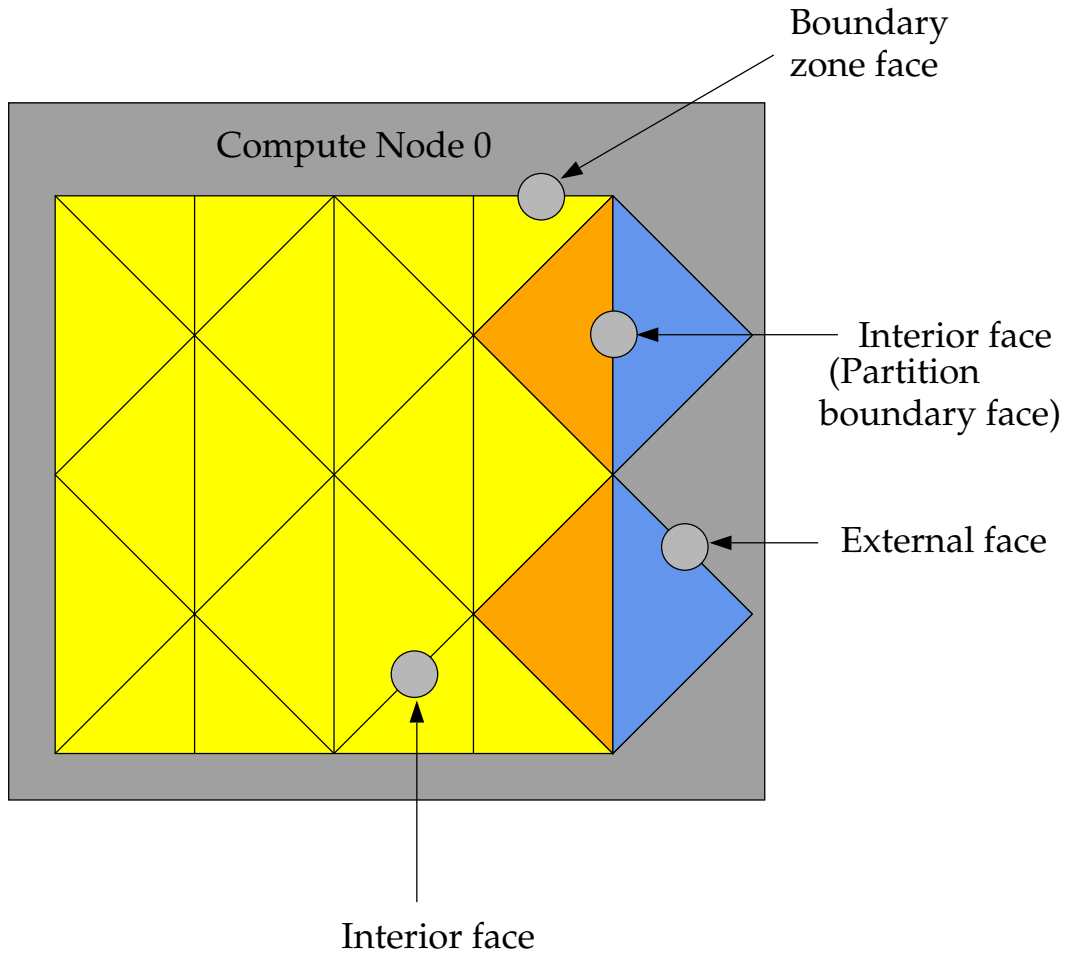 Boundary
zone face
Compute Node 0
Interior face
(Partition
boundary face)
External face
Interior face